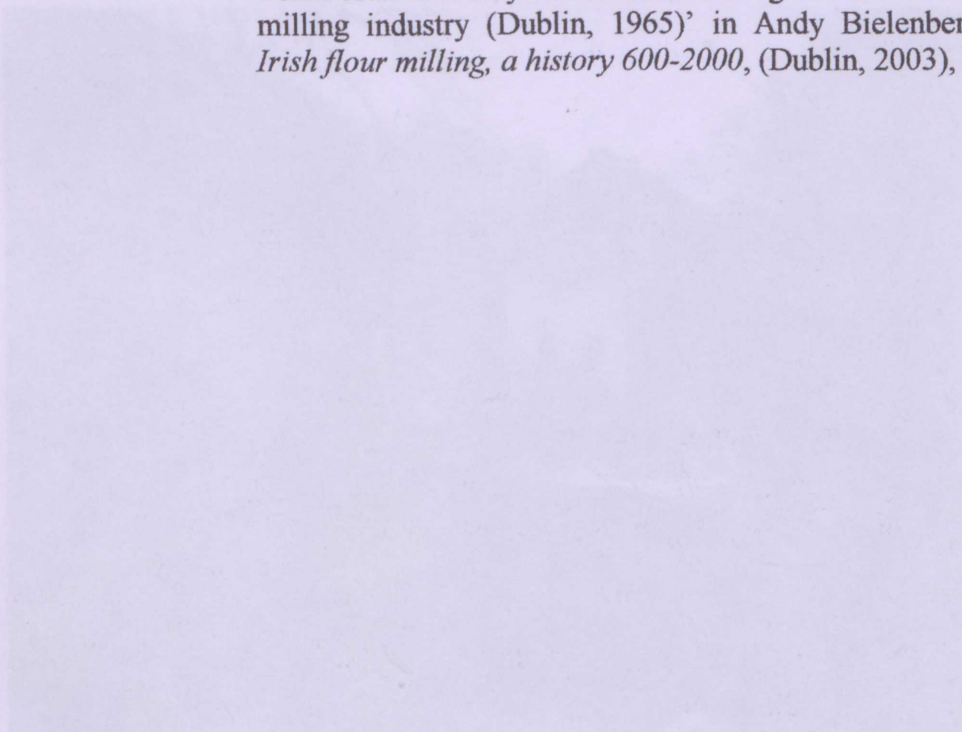 milling industry (Dublin, 1965)’ in Andy Bielenber
Irish flour milling, a history 600-2000, (Dublin, 2003),